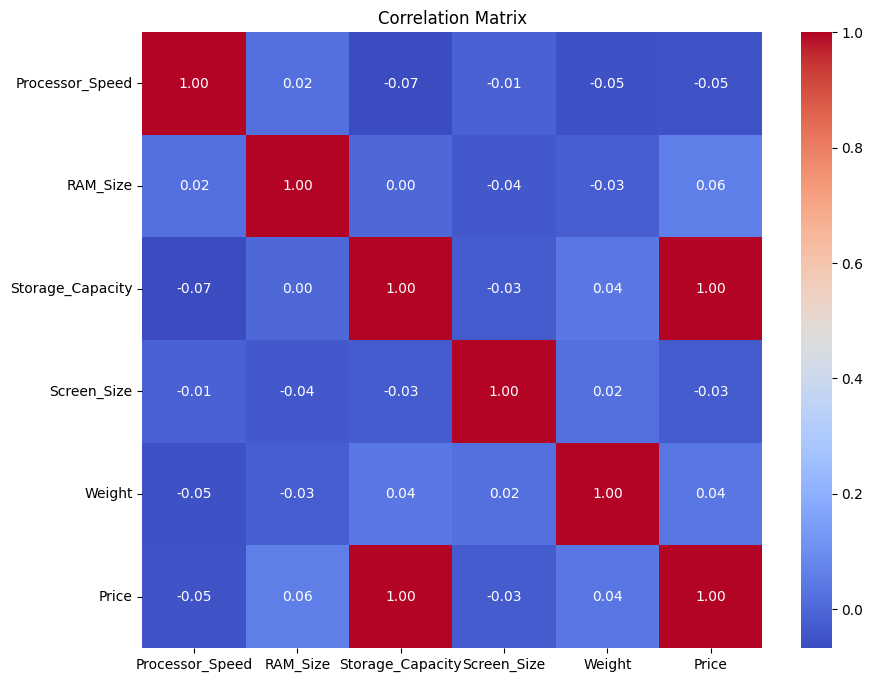 Correlation Matrix
Processor_Speed 1.00 0.02 -0.07 -0.01 -0.05 -0.05
RAM_Size 0.02 1.00 0.00 -0.04 -0.03 0.06
Storage_Capacity -0.07 0.00 1.00 -0.03 0.04 1.00
Screen_Size -0.01 -0.04 -0.03 1.00 0.02 -0.03
Weight -0.05 -0.03 0.04 0.02 1.00 0.04
Price -0.05 0.06 1.00 -0.03 0.04 1.00
Processor_Speed RAM_Size Storage_Capacity Screen_Size Weight Price
1.0
0.8
0.6
0.4
0.2
0.0